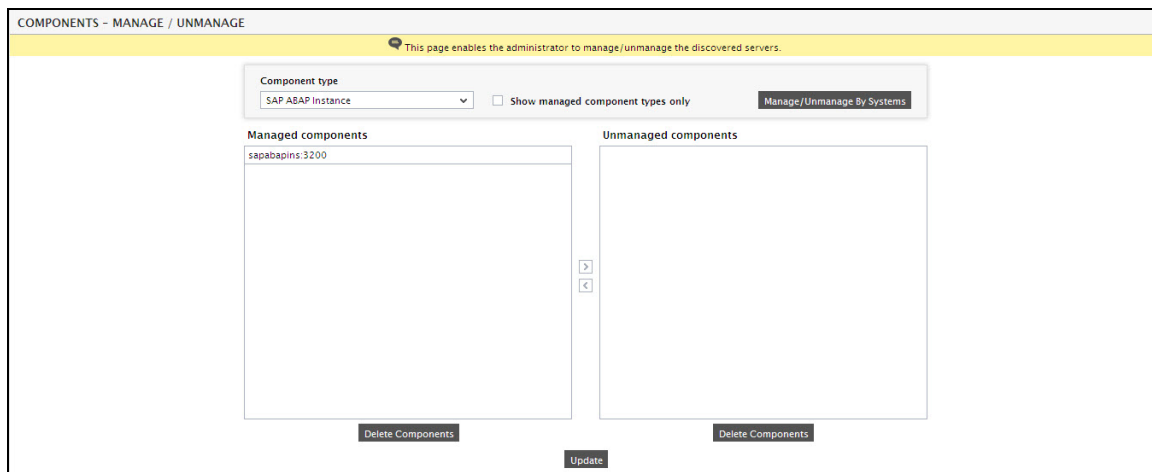 COMPONENTS - MANAGE / UNMANAGE
This page enables the administrator to manage/unmanage the discovered servers.
Component type
SAP ABAP Instance
Show managed component types only
Manage/Unmanage By Systems
Managed components
Unmanaged components
sapabapins:3200
>
<
Delete Components
Delete Components
Update